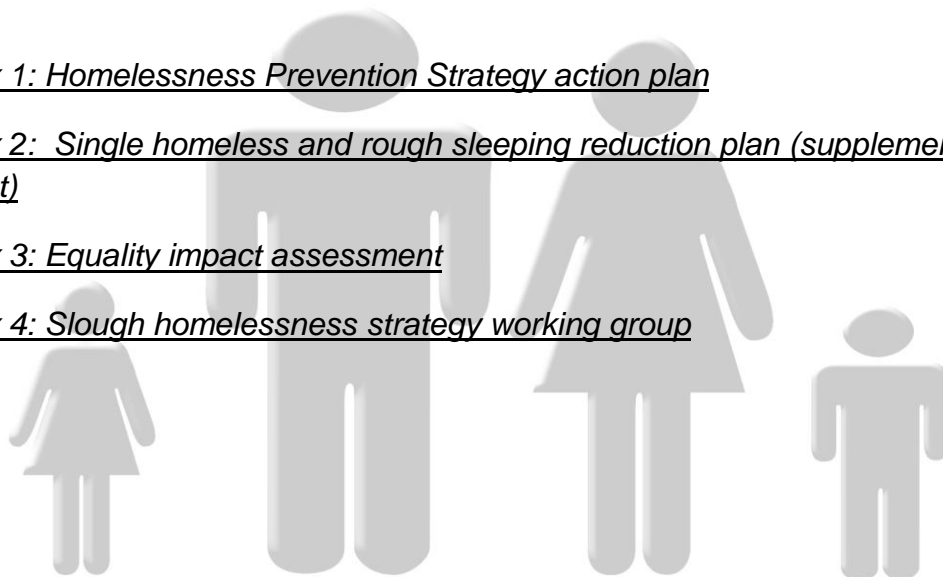 1: Homelessness Prevention Strategy action plan
2: Single homeless and rough sleeping reduction plan
3: Equality impact assessment
4: Slough homelessness strategy working group